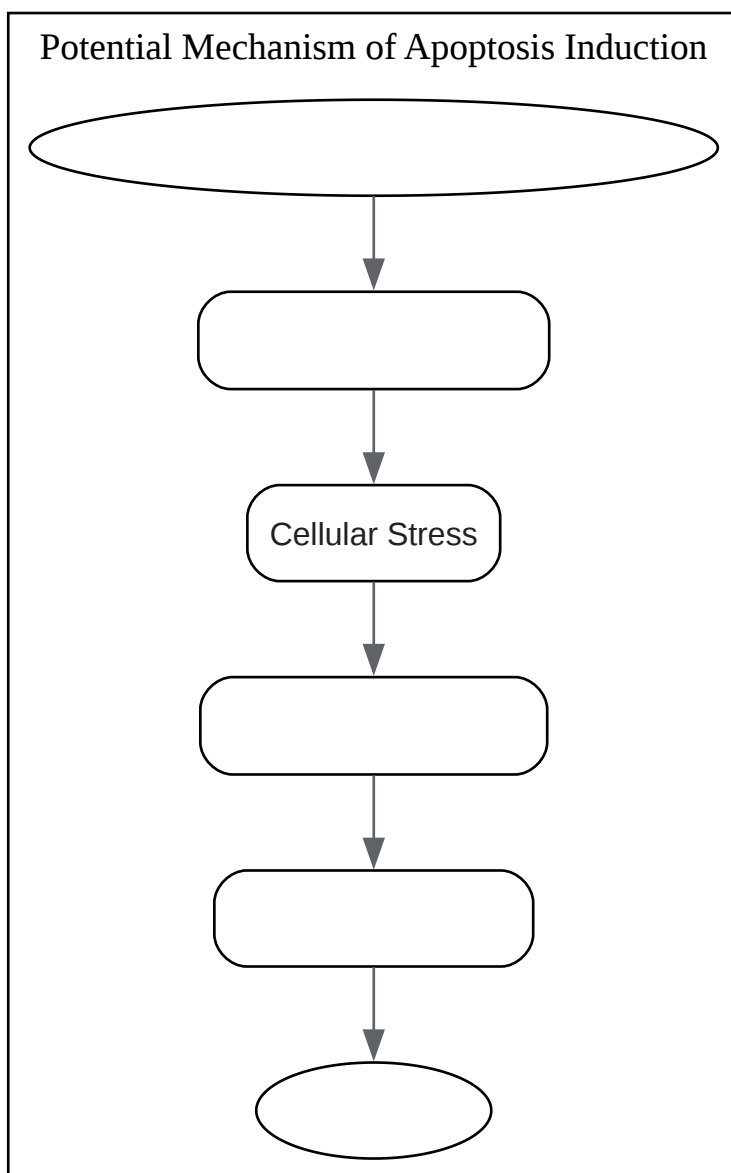 Potential Mechanism of Apoptosis Induction
Cellular Stress